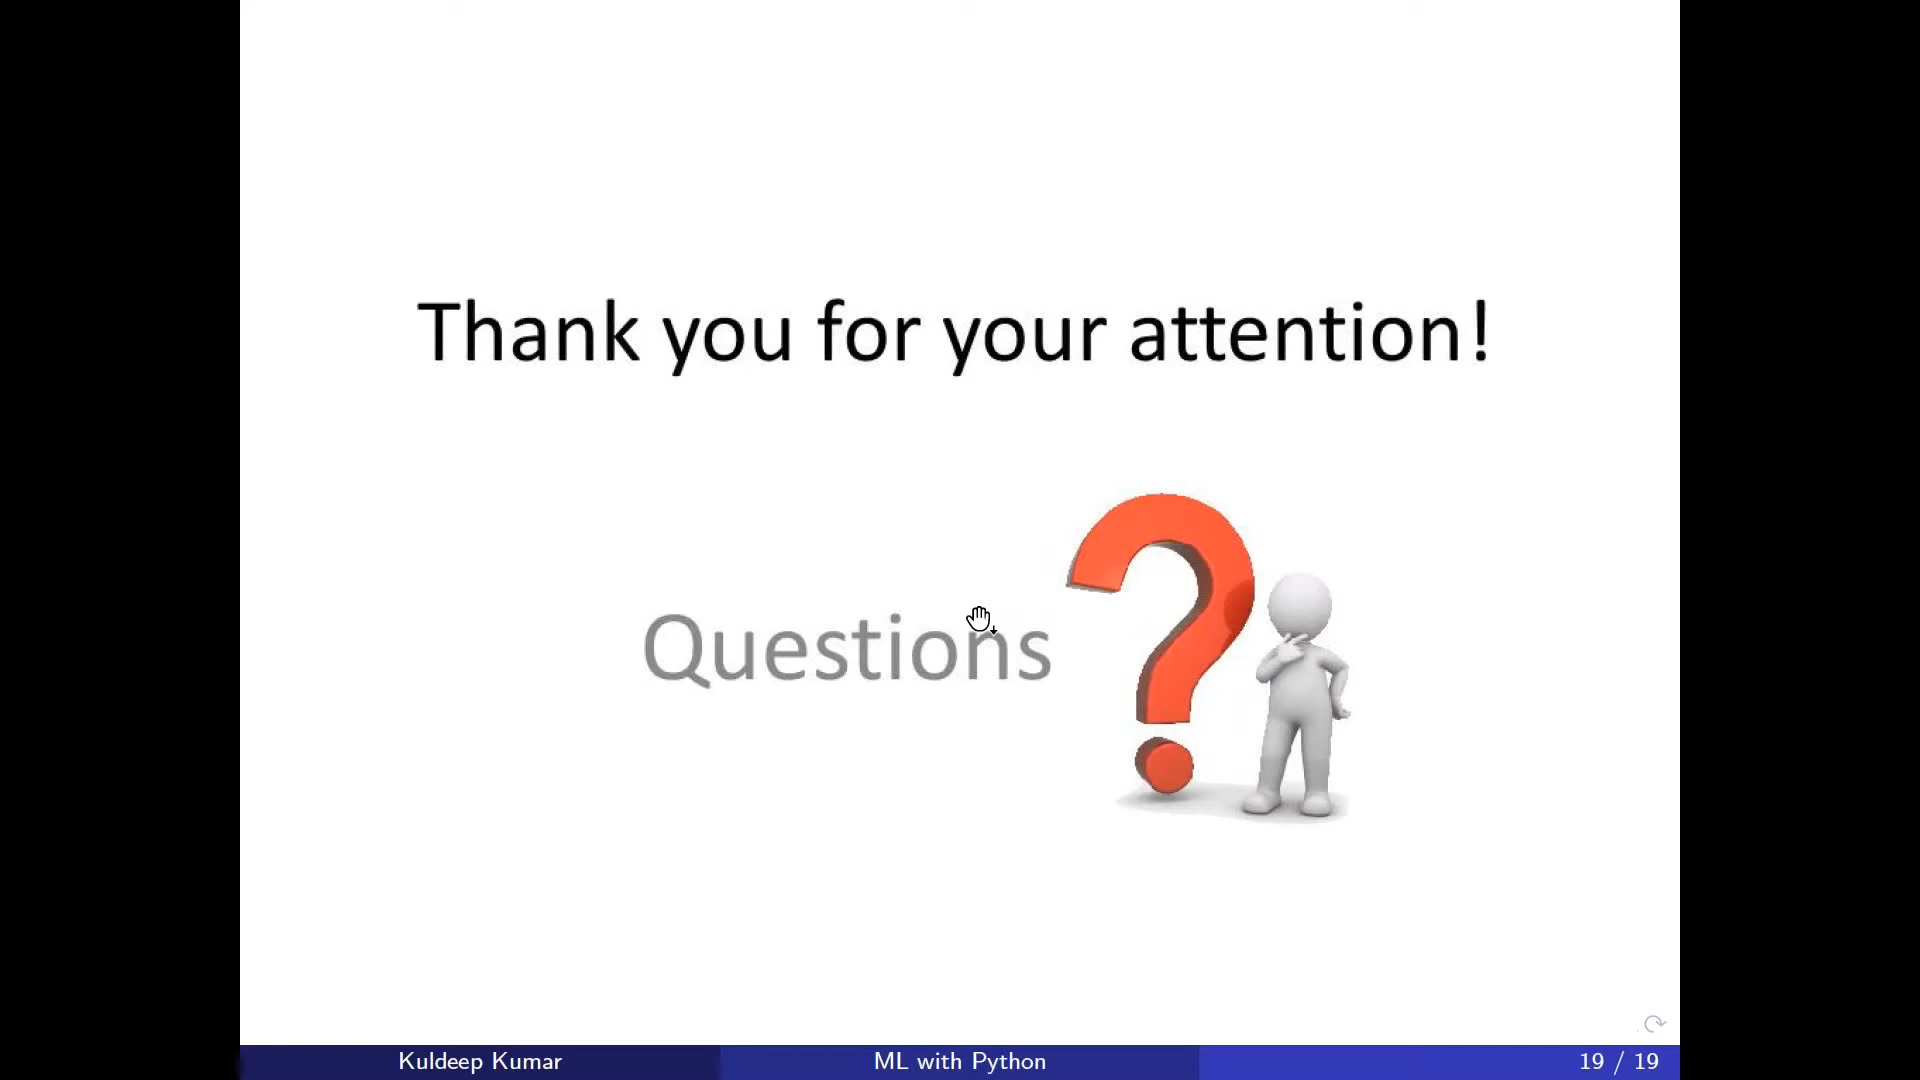 Thank you for your attention!
Questions
Kuldeep Kumar ML with Python 19 / 19